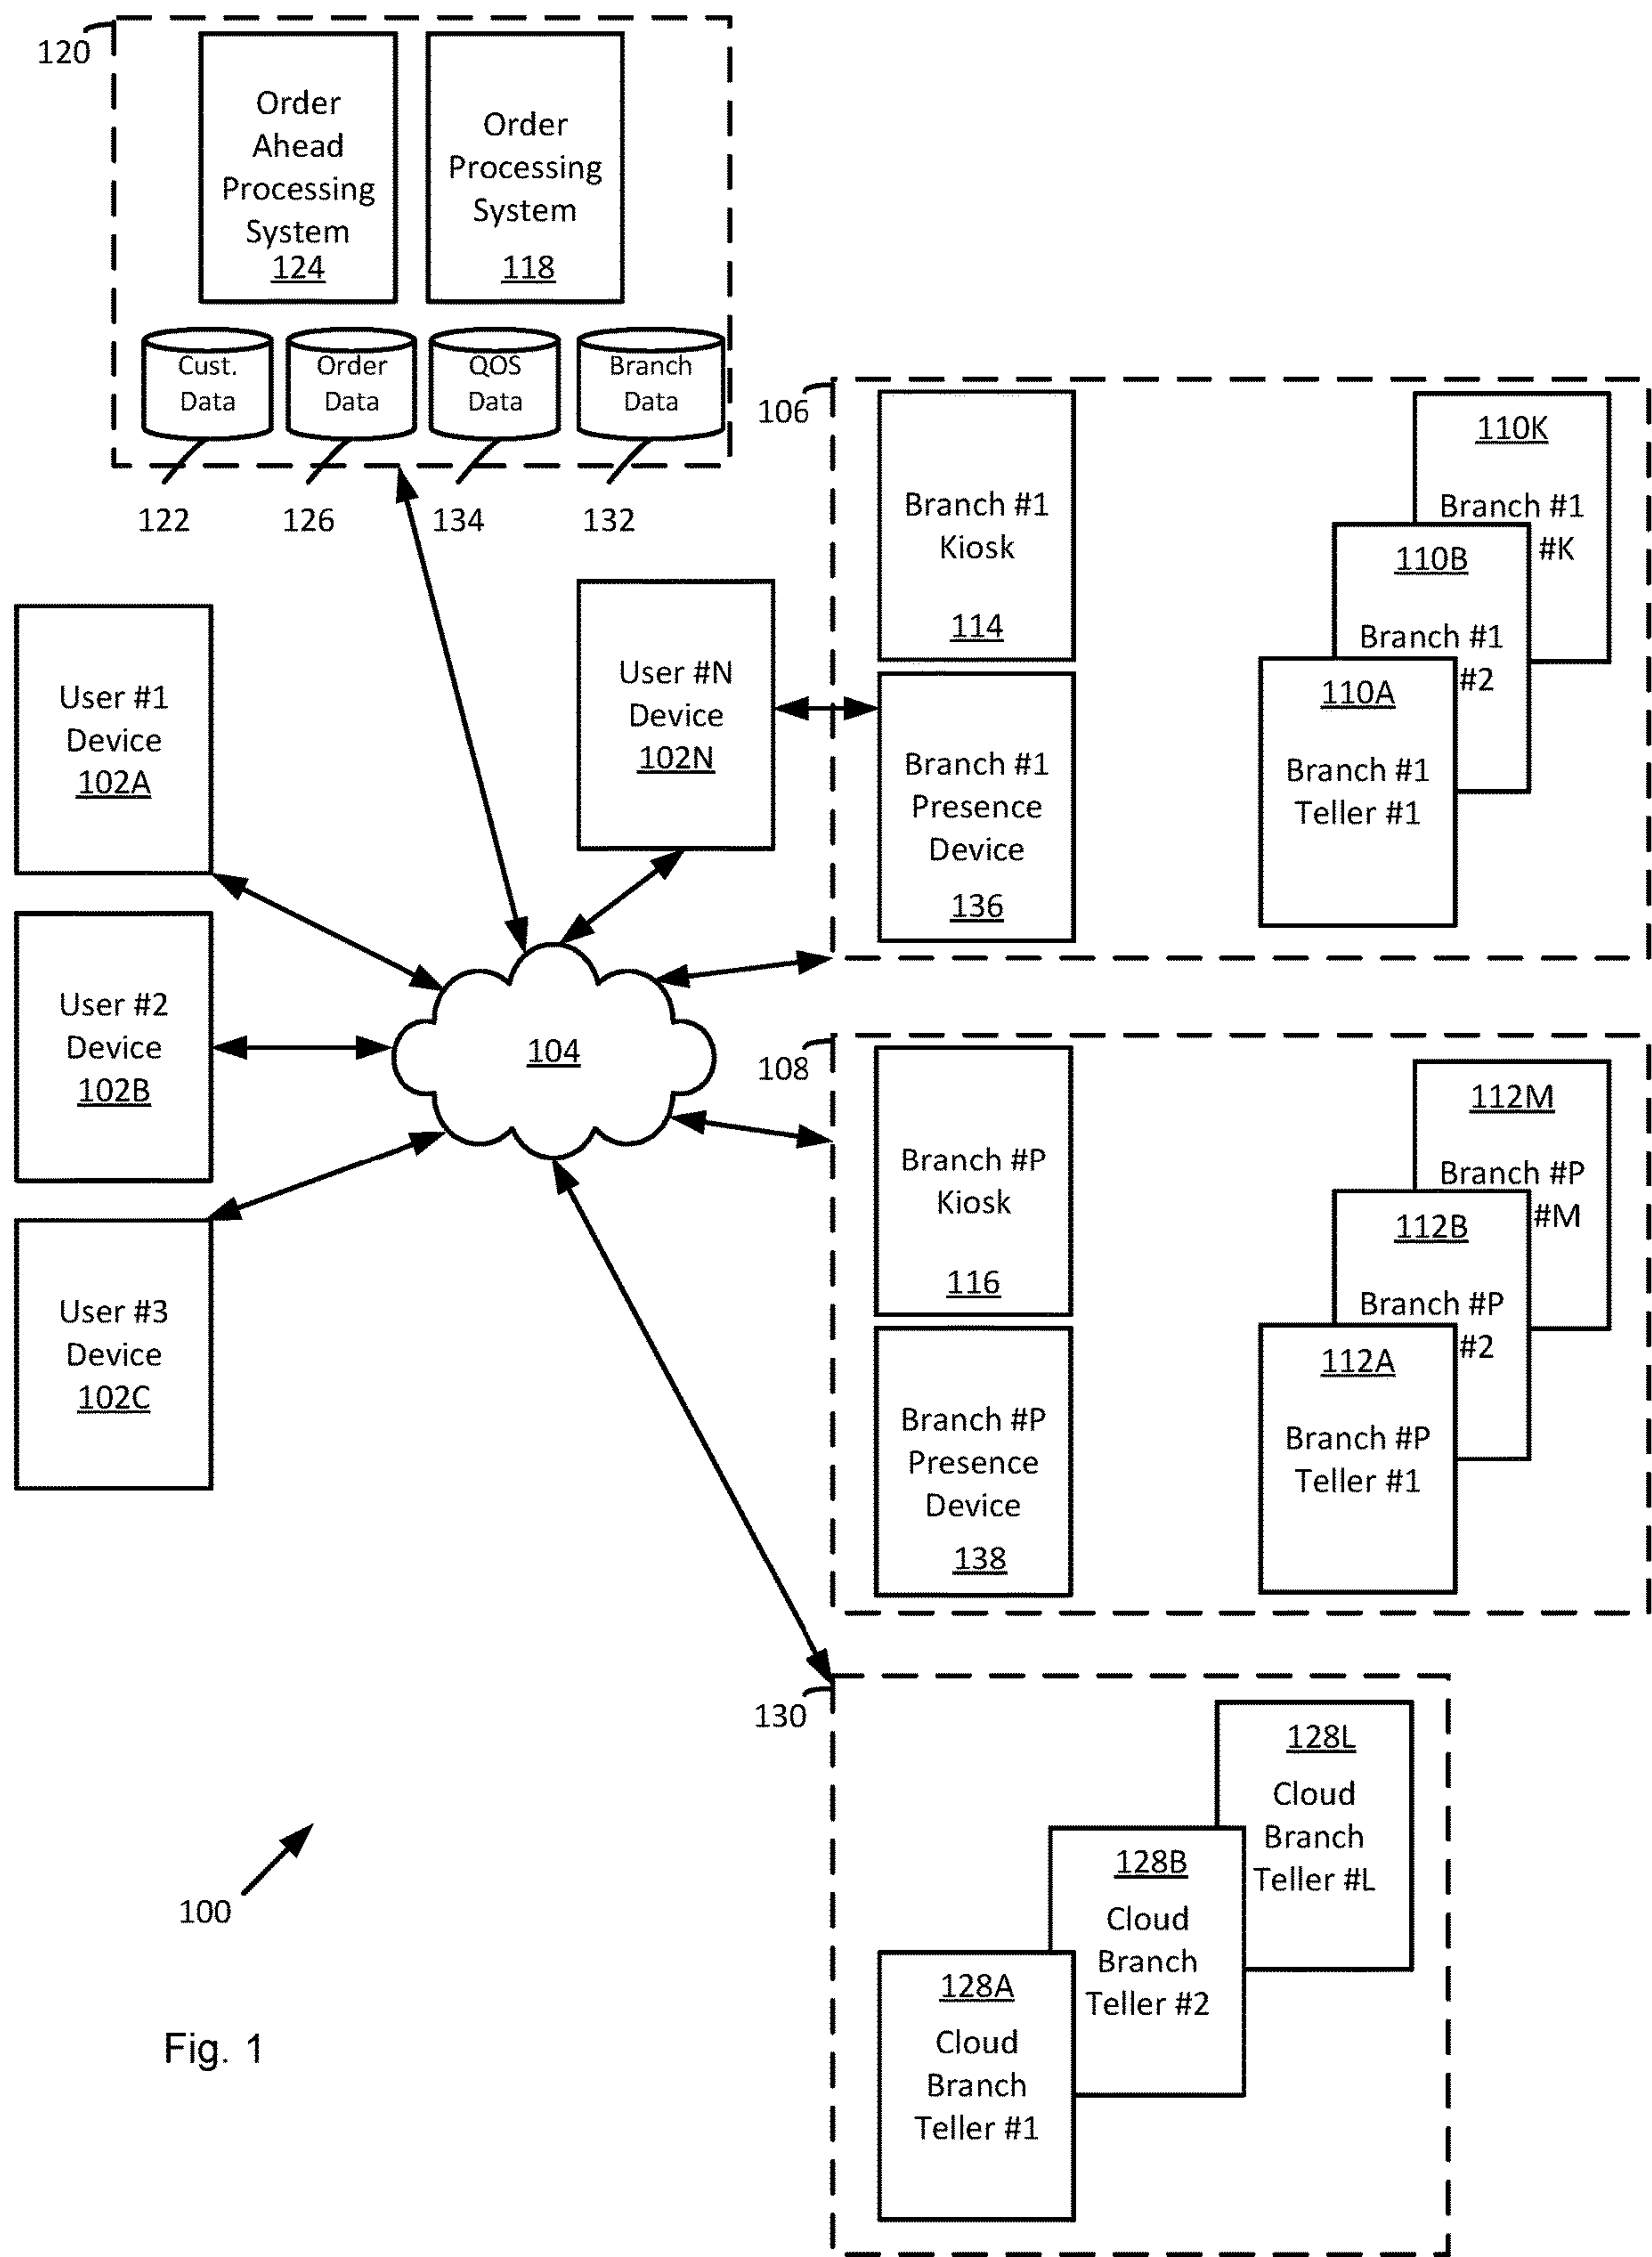 120
Order
Ahead
Processing
System
124
Order
Processing
System
118
Cust.
Data
Order
Data
QOS
Data
Branch
Data
122
126
134
132
106
Branch #1
Kiosk
114
110K
Branch #1
#K
110B
Branch #1
#2
110A
Branch #1
Teller #1
User #1
Device
102A
User #N
Device
102N
Branch #1
Presence
Device
136
User #2
Device
102B
104
108
Branch #P
Kiosk
116
112M
Branch #P
#M
112B
Branch #P
#2
112A
Branch #P
Teller #1
User #3
Device
102C
Branch #P
Presence
Device
138
130
128L
Cloud
Branch
Teller #L
128B
Cloud
Branch
Teller #2
128A
Cloud
Branch
Teller #1
100
Fig. 1